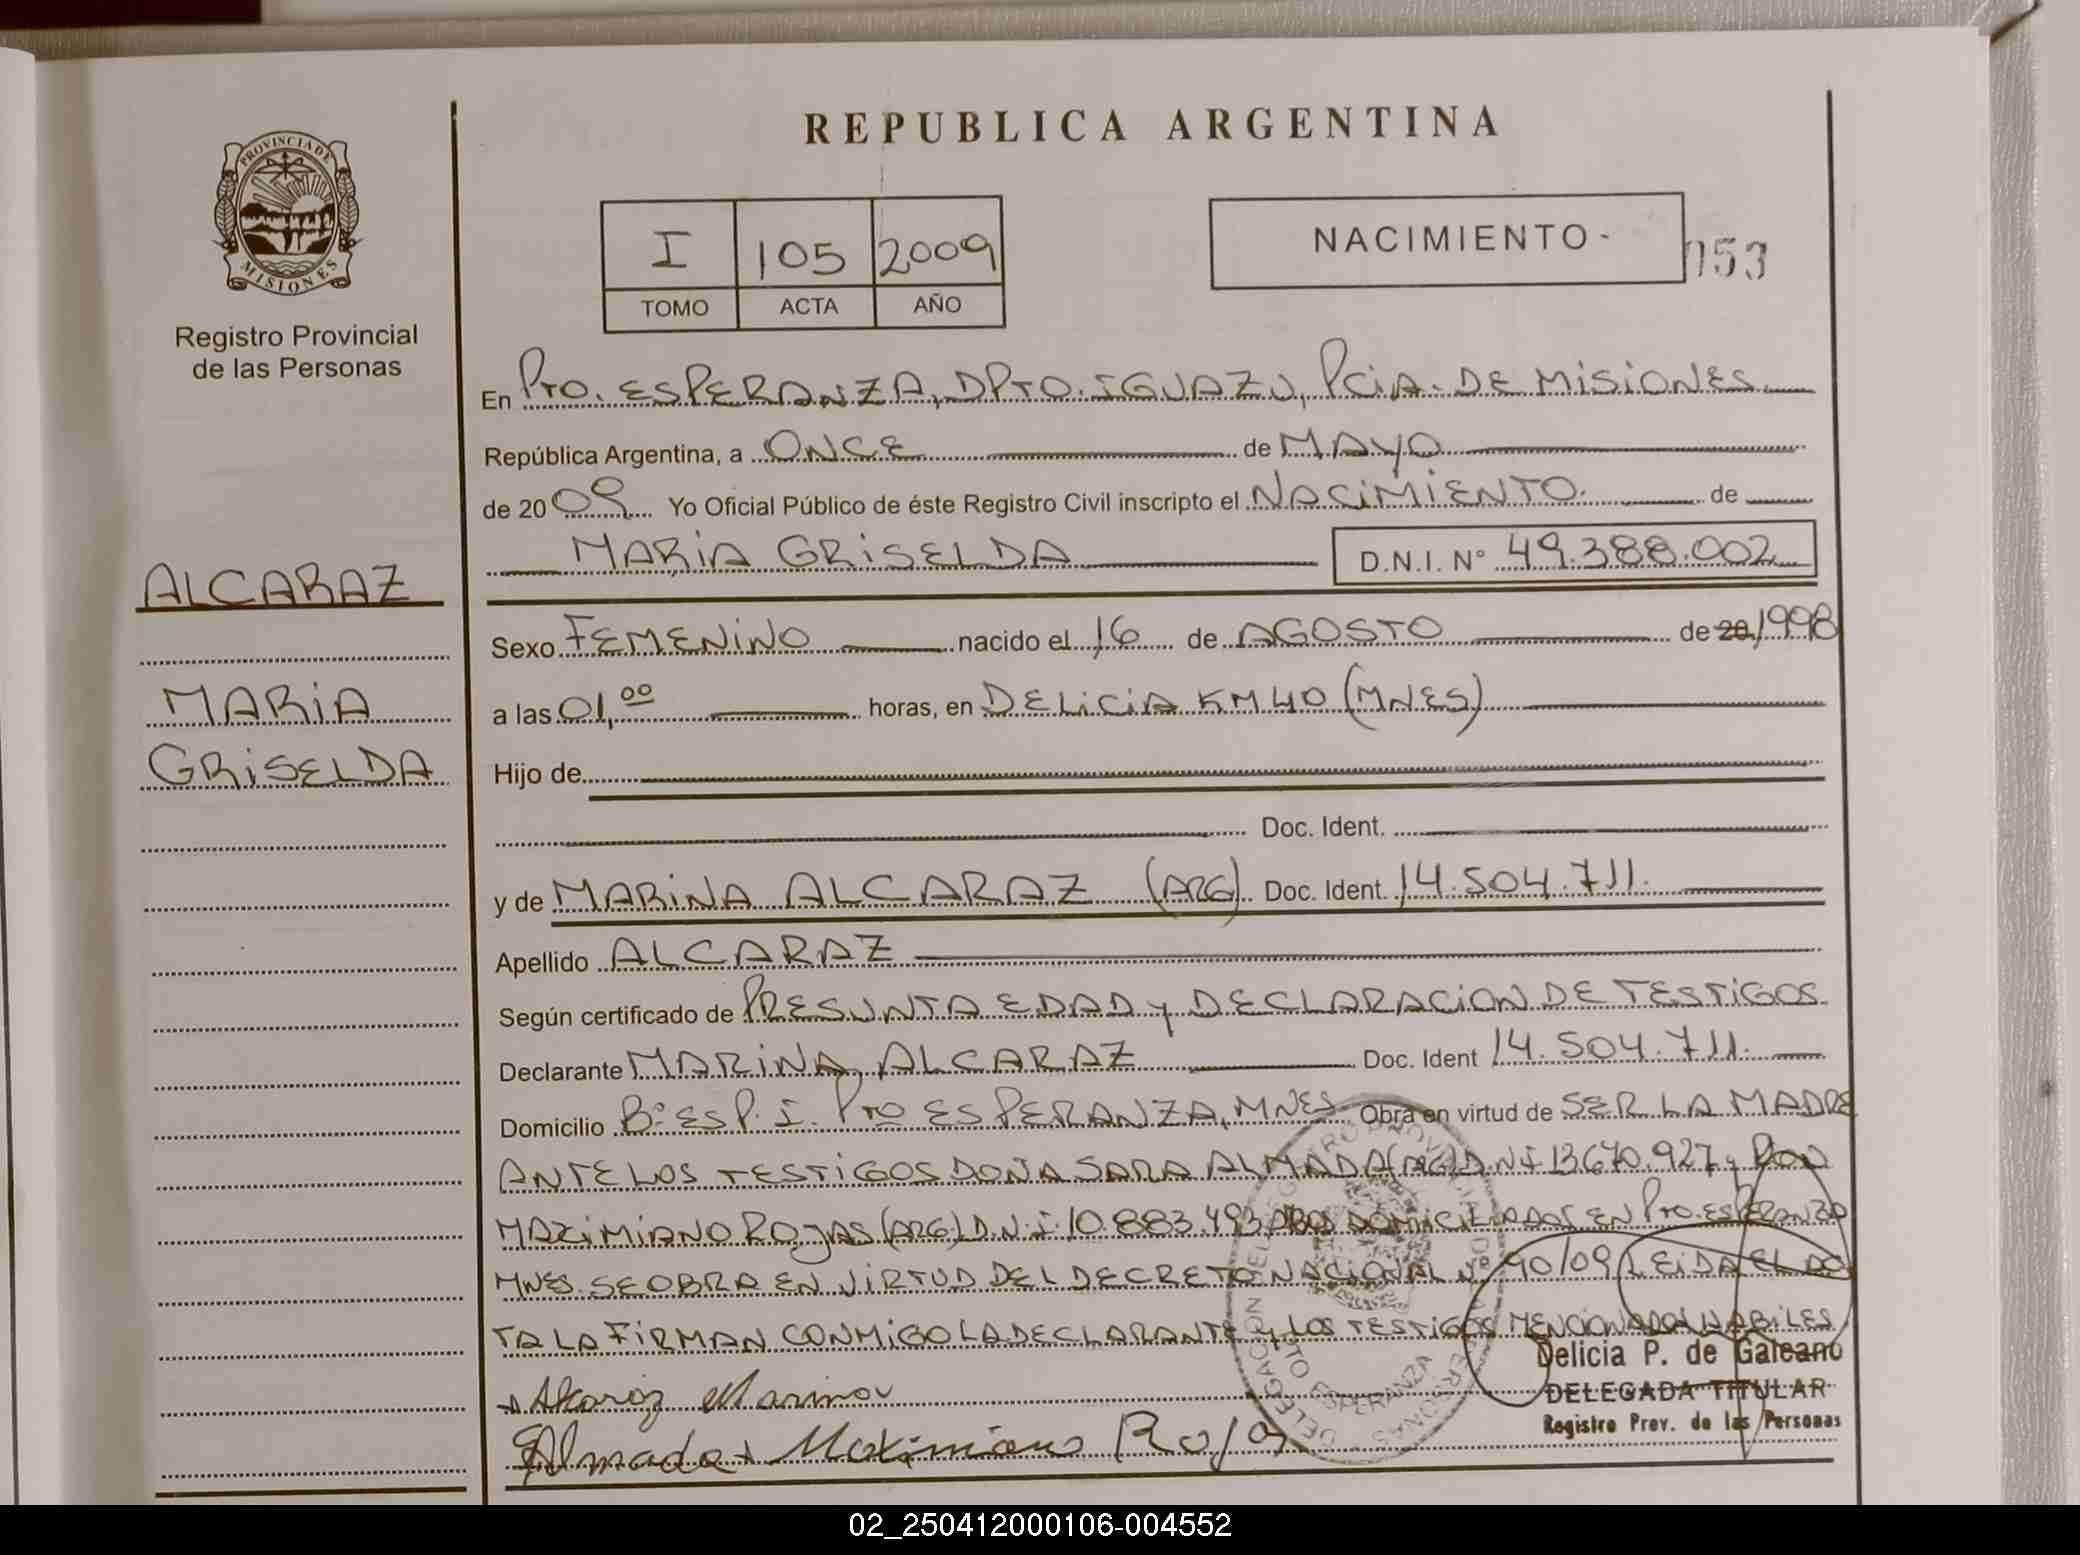 REPUBLICA ARGENTINA
PROVINCIA DE
MISIONES
Registro Provincial
de las Personas
I 105 2009
TOMO ACTA AÑO
NACIMIENTO -
053
En Pto. ESPERANZA, DPTO. IGUAZU, PCiA. DE MiSiONES
República Argentina, a ONCE de MAYO
de 2009 Yo Oficial Público de éste Registro Civil inscripto el NACiMiENTO. de
MARiA GRiSELDA D.N.I. N° 49.388.002
ALCARAZ
MARiA
GRiSELDA
Sexo FEMENiNO nacido el 16 de AGOSTO de 20 1998
a las 01,00 horas, en DELiCiA KM 40 (MNES)
Hijo de
Doc. Ident.
y de MARiNA ALCARAZ (ARG) Doc. Ident. 14.504.711.
Apellido ALCARAZ
Según certificado de PRESUNTA EDAD y DECLARACiON DE TESTiGOS
Declarante MARiNA ALCARAZ Doc. Ident 14.504.711.
Domicilio B° ESP. I. Pto ESPERANZA, MNES Obra en virtud de SER LA MADRE
ANTE LOS TESTiGOS DOÑA SARA ALMADA (ARG) D.N.I 13.670.927 y DON
MAXiMiANO ROJAS (ARG) D.N.I. 10.883.493 AMBOS DOMiCiLiADOS EN Pto. ESPERANZA
MNES. SE OBRA EN ViRTUD DEL DECRETO NACiONAL N° 90/09 LEiDA EL AC
TA LA FiRMAN CONMiGO LA DECLARANTE y LOS TESTiGOS MENCiONADOS HABiLES
Delicia P. de Galeano
DELEGADA TITULAR
Registro Prov. de las Personas
Alcaraz Marina
Almada Maximiano Rojas
02_250412000106-004552